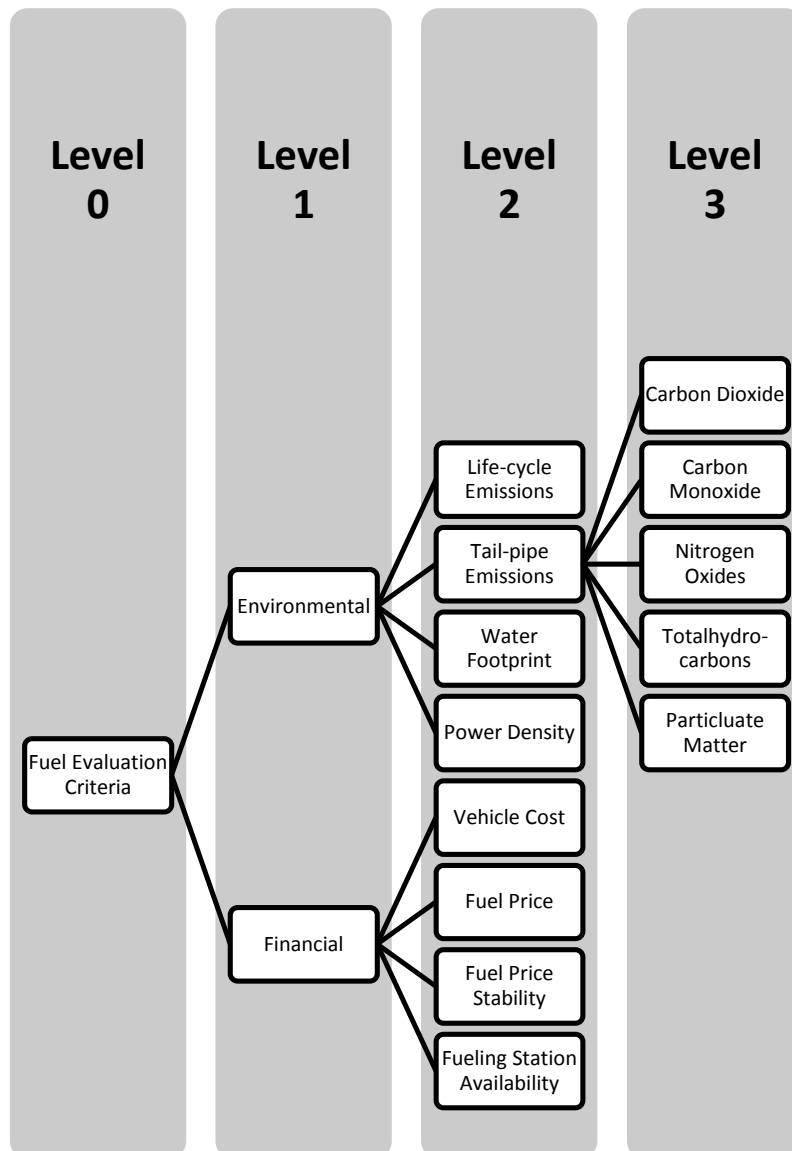 Level
0
Level
1
Level
2
Level
3
Fuel Evaluation
Criteria
Environmental
Financial
Life-cycle
Emissions
Tail-pipe
Emissions
Water
Footprint
Power Density
Vehicle Cost
Fuel Price
Fuel Price
Stability
Fueling Station
Availability
Carbon Dioxide
Carbon
Monoxide
Nitrogen
Oxides
Totalhydro-
carbons
Particluate
Matter